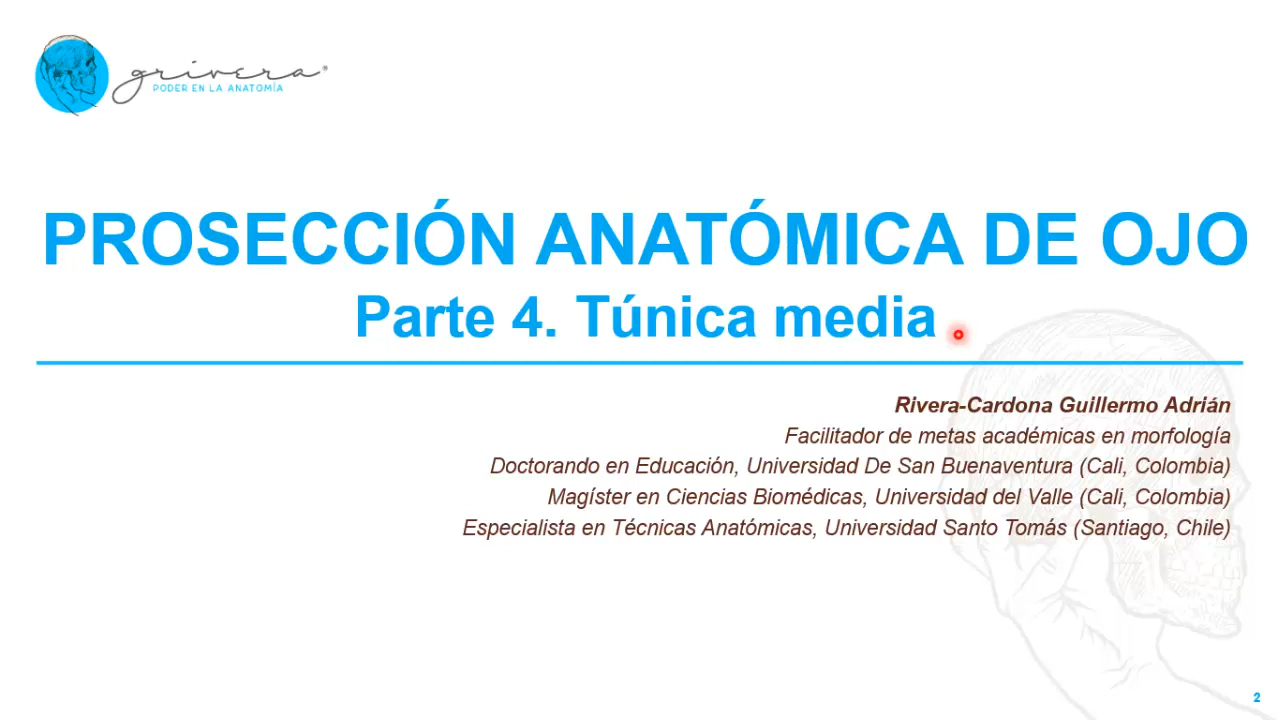 grivera®
PODER EN LA ANATOMÍA
PROSECCIÓN ANATÓMICA DE OJO
Parte 4. Túnica media
Rivera-Cardona Guillermo Adrián
Facilitador de metas académicas en morfología
Doctorando en Educación, Universidad De San Buenaventura (Cali, Colombia)
Magíster en Ciencias Biomédicas, Universidad del Valle (Cali, Colombia)
Especialista en Técnicas Anatómicas, Universidad Santo Tomás (Santiago, Chile)
2